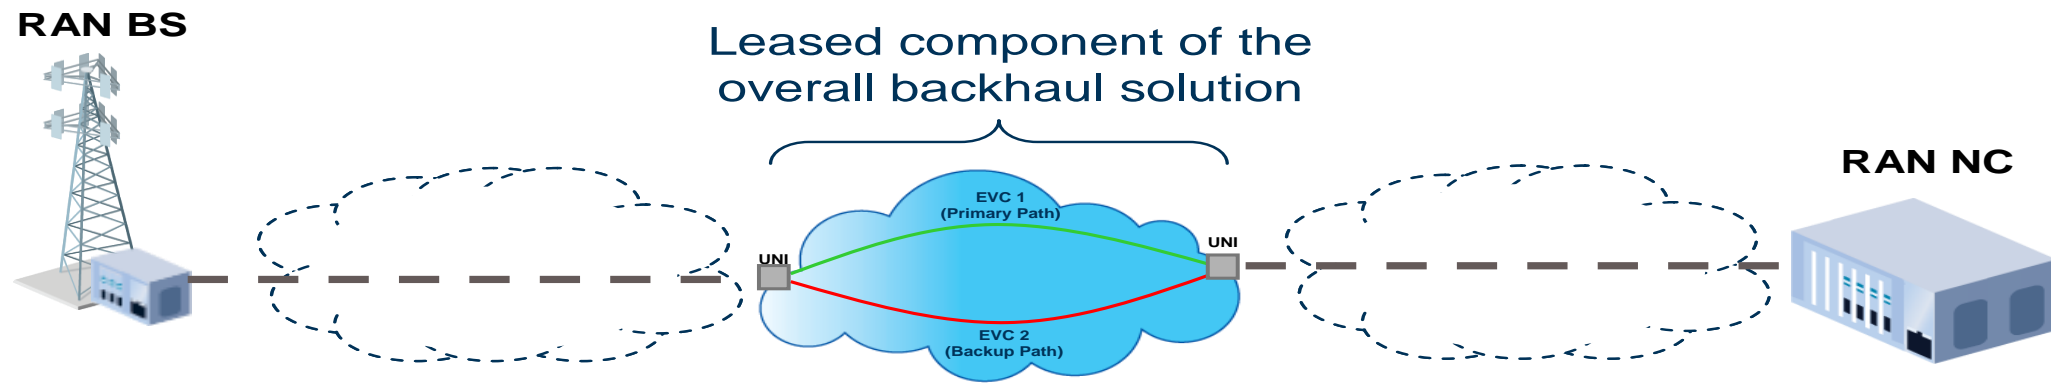 RAN BS
Leased component of the
overall backhaul solution
RAN NC
EVC 1
(Primary Path)
UNI
UNI
EVC 2
(Backup Path)